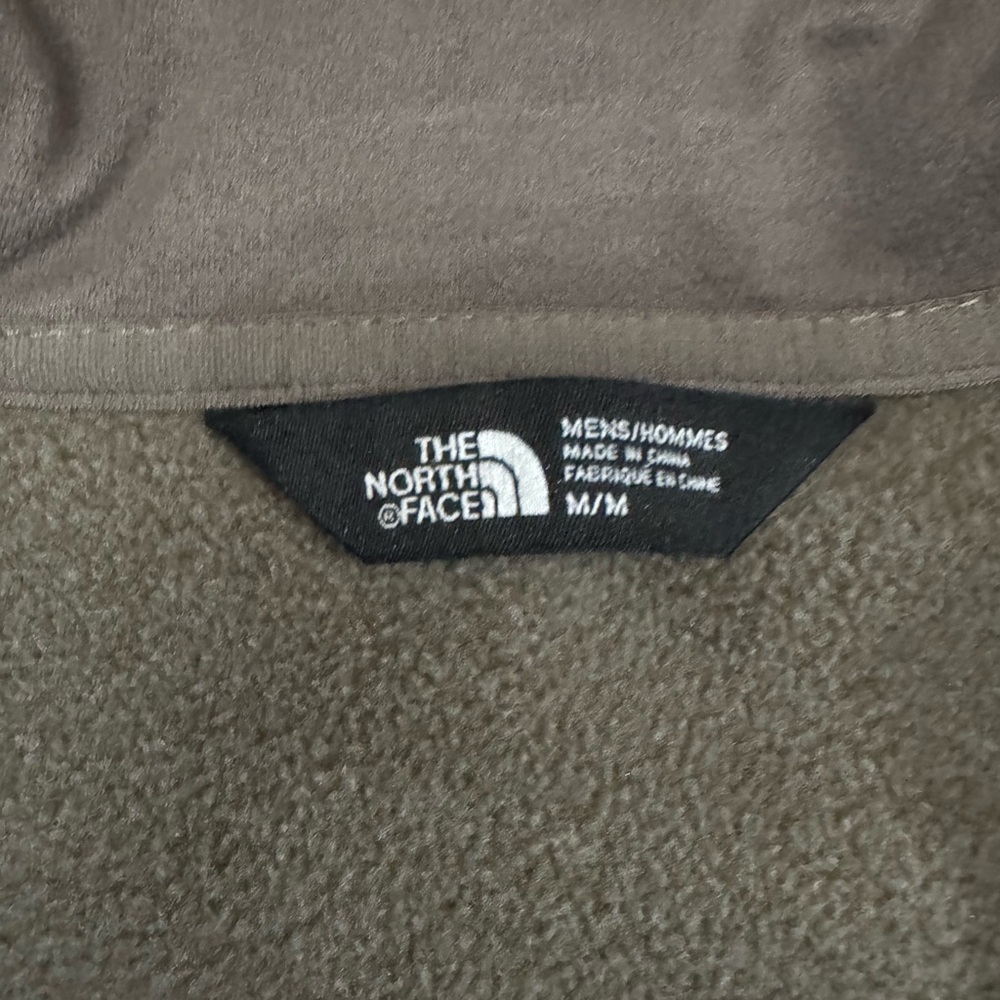 THE
NORTH
®FACE
MENS/HOMMES
MADE IN CHINA
FABRIQUÉ EN CHINE
M/M